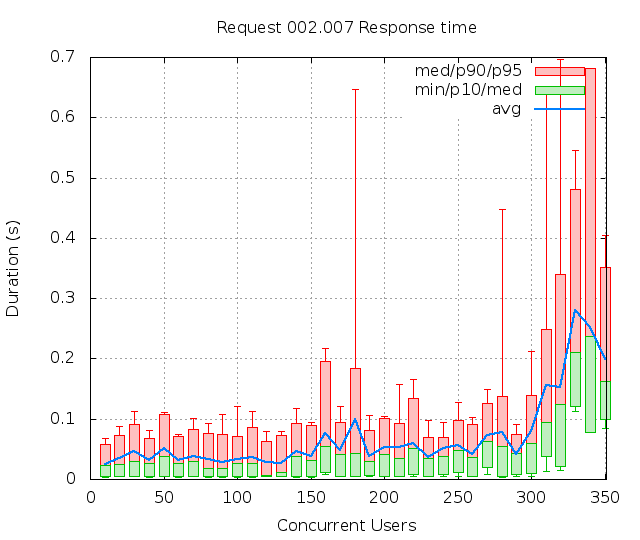 Request 002.007 Response time
med/p90/p95
min/p10/med
avg
Duration (s)
0.7
0.6
0.5
0.4
0.3
0.2
0.1
0
0 50 100 150 200 250 300 350
Concurrent Users